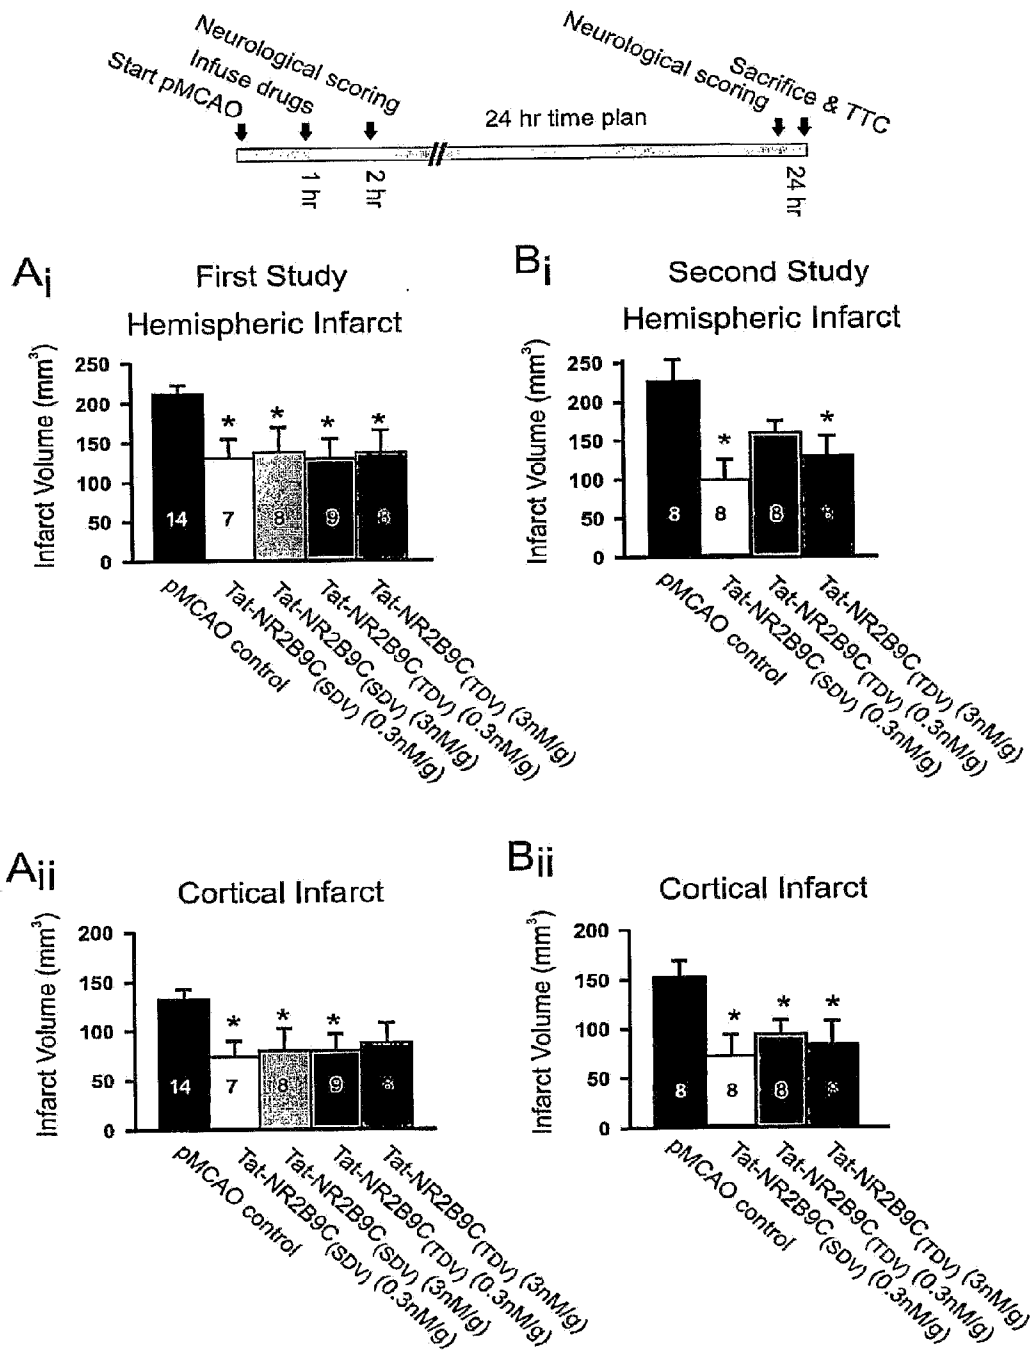 Neurological scoring
Infuse drugs
Start pMCAO
Neurological scoring
Sacrifice & TTC
24 hr time plan
1 hr
2 hr
24 hr
Ai
First Study
Hemispheric Infarct
Infarct Volume (mm³)
250
200
150
100
50
0
* * * *
14 7 8 9 8
pMCAO control
Tat-NR2B9C(SDV) (0.3nM/g)
Tat-NR2B9C(SDV) (3nM/g)
Tat-NR2B9C(TDV) (0.3nM/g)
Tat-NR2B9C(TDV) (3nM/g)
Bi
Second Study
Hemispheric Infarct
Infarct Volume (mm³)
250
200
150
100
50
0
* *
8 8 8
pMCAO control
Tat-NR2B9C(SDV) (0.3nM/g)
Tat-NR2B9C(TDV) (0.3nM/g)
Tat-NR2B9C(TDV) (3nM/g)
Aii
Cortical Infarct
Infarct Volume (mm³)
200
150
100
50
0
* * *
14 7 8 9
pMCAO control
Tat-NR2B9C(SDV) (0.3nM/g)
Tat-NR2B9C(SDV) (3nM/g)
Tat-NR2B9C(TDV) (0.3nM/g)
Tat-NR2B9C(TDV) (3nM/g)
Bii
Cortical Infarct
Infarct Volume (mm³)
200
150
100
50
0
* * *
8 8 8
pMCAO control
Tat-NR2B9C(SDV) (0.3nM/g)
Tat-NR2B9C(TDV) (0.3nM/g)
Tat-NR2B9C(TDV) (3nM/g)